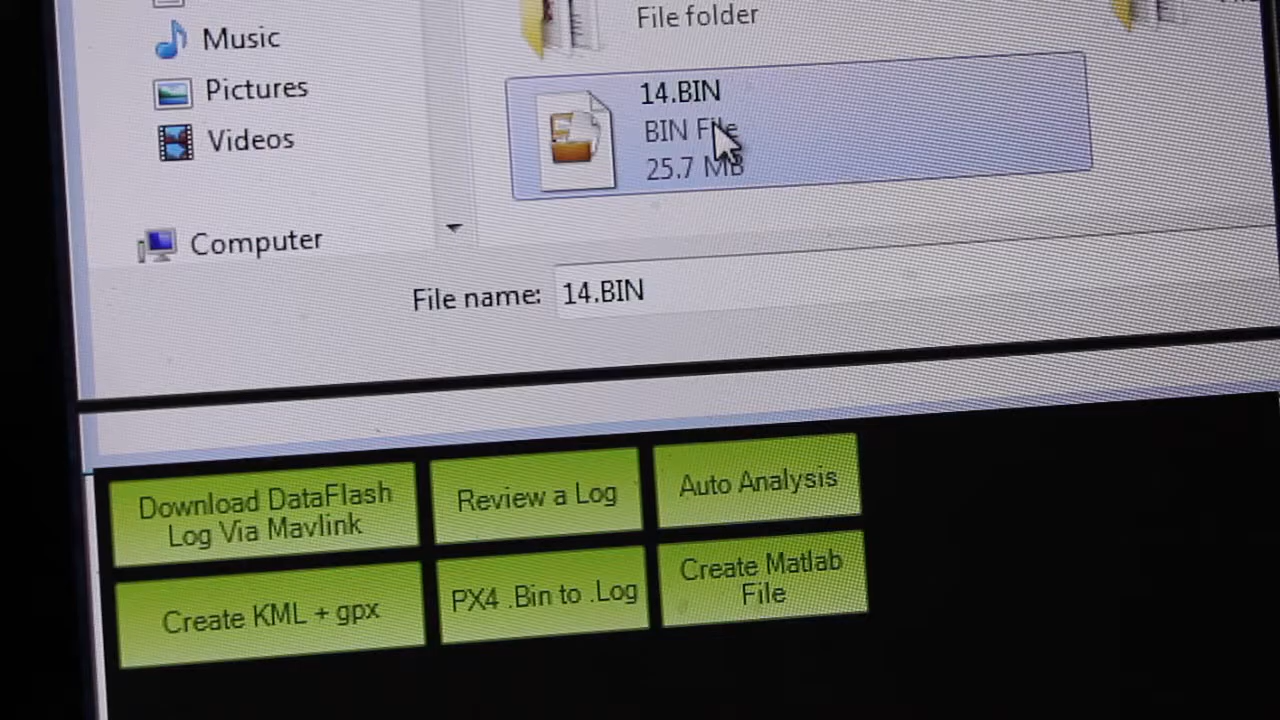 File folder
Music
14.BIN
Pictures
BIN File
Videos
25.7 MB
Computer
File name: 14.BIN
Download DataFlash
Log Via Mavlink
Review a Log
Auto Analysis
Create KML + gpx
PX4 .Bin to .Log
Create Matlab
File